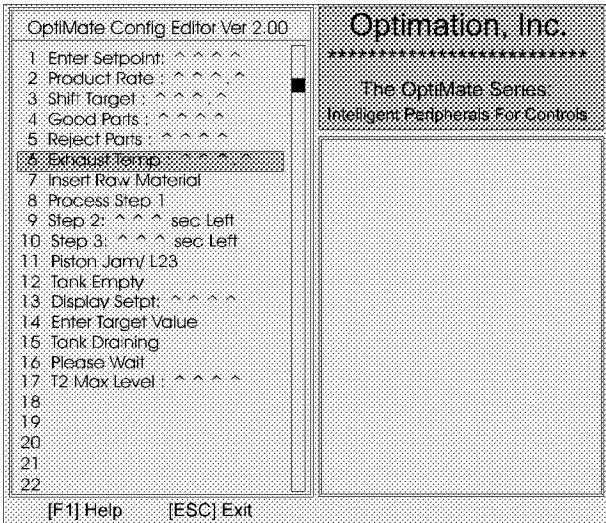 OptiMate Config Editor Ver 2.00
1 Enter Setpoint: ^ ^ ^ ^
2 Product Rate : ^ ^ ^.^
3 Shift Target : ^ ^ ^.^
4 Good Parts : ^ ^ ^ ^
5 Reject Parts : ^ ^ ^ ^
6 Exhaust Temp : ^ ^ ^.^
7 Insert Raw Material
8 Process Step 1
9 Step 2: ^ ^ ^ sec Left
10 Step 3: ^ ^ ^ sec Left
11 Piston Jam/ L23
12 Tank Empty
13 Display Setpt: ^ ^ ^ ^
14 Enter Target Value
15 Tank Draining
16 Please Wait
17 T2 Max Level : ^ ^ ^ ^
18
19
20
21
22
[F1] Help [ESC] Exit
Optimation, Inc.
*************************
The OptiMate Series:
Intelligent Peripherals For Controls